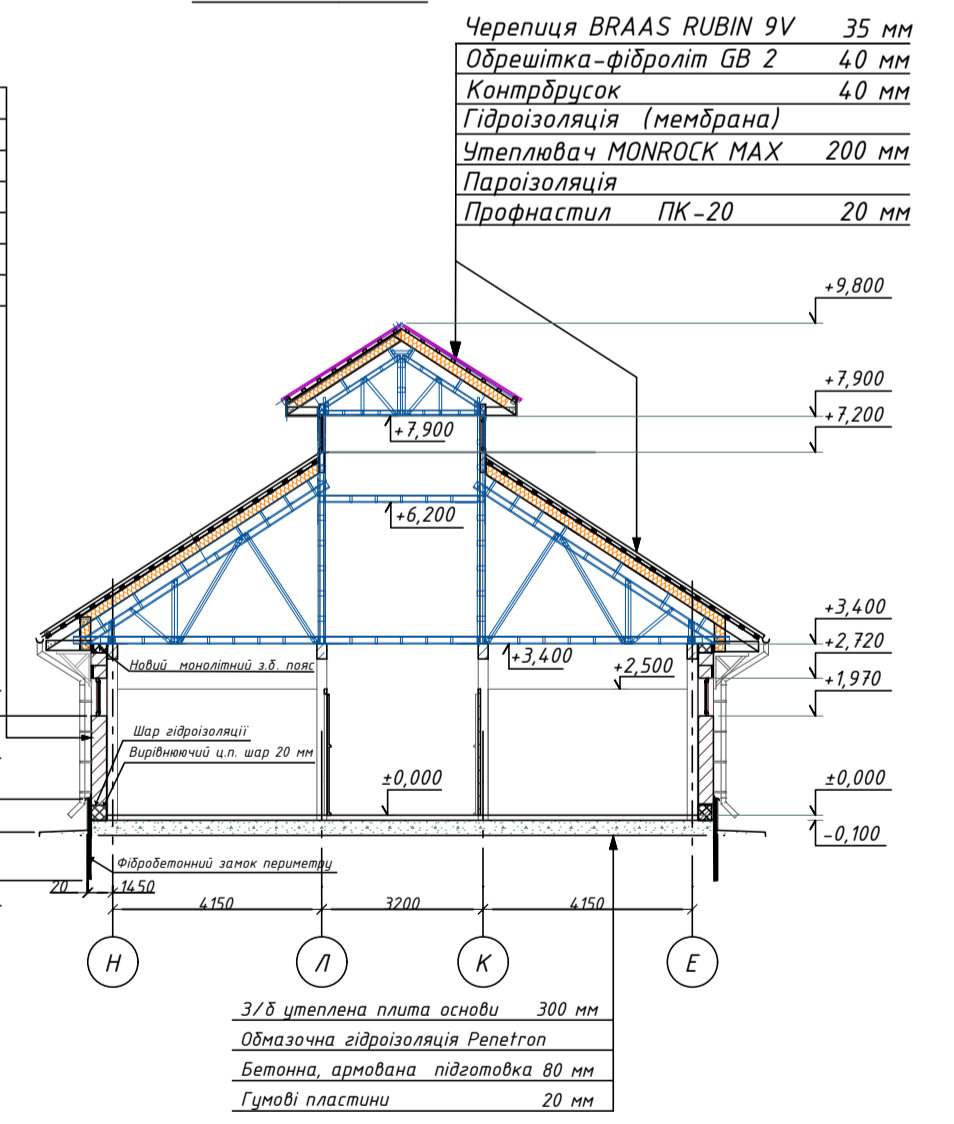 Черепиця BRAAS RUBIN 9V 35 мм
Обрешітка-фіброліт GB 2 40 мм
Контрбрусок 40 мм
Гідроізоляція (мембрана)
Утеплювач MONROCK MAX 200 мм
Пароізоляція
Профнастил ПК-20 20 мм
+9,800
+7,900
+7,200
+7,900
+6,200
+3,400
+2,720
+1,970
+3,400
+2,500
Новий монолітний з.б. пояс
Шар гідроізоляції
Вирівнюючий ц.п. шар 20 мм
±0,000
±0,000
-0,100
Фібробетонний замок периметру
20 1450
4150 3200 4150
Н Л К Е
З/б утеплена плита основи 300 мм
Обмазочна гідроізоляція Penetron
Бетонна, армована підготовка 80 мм
Гумові пластини 20 мм